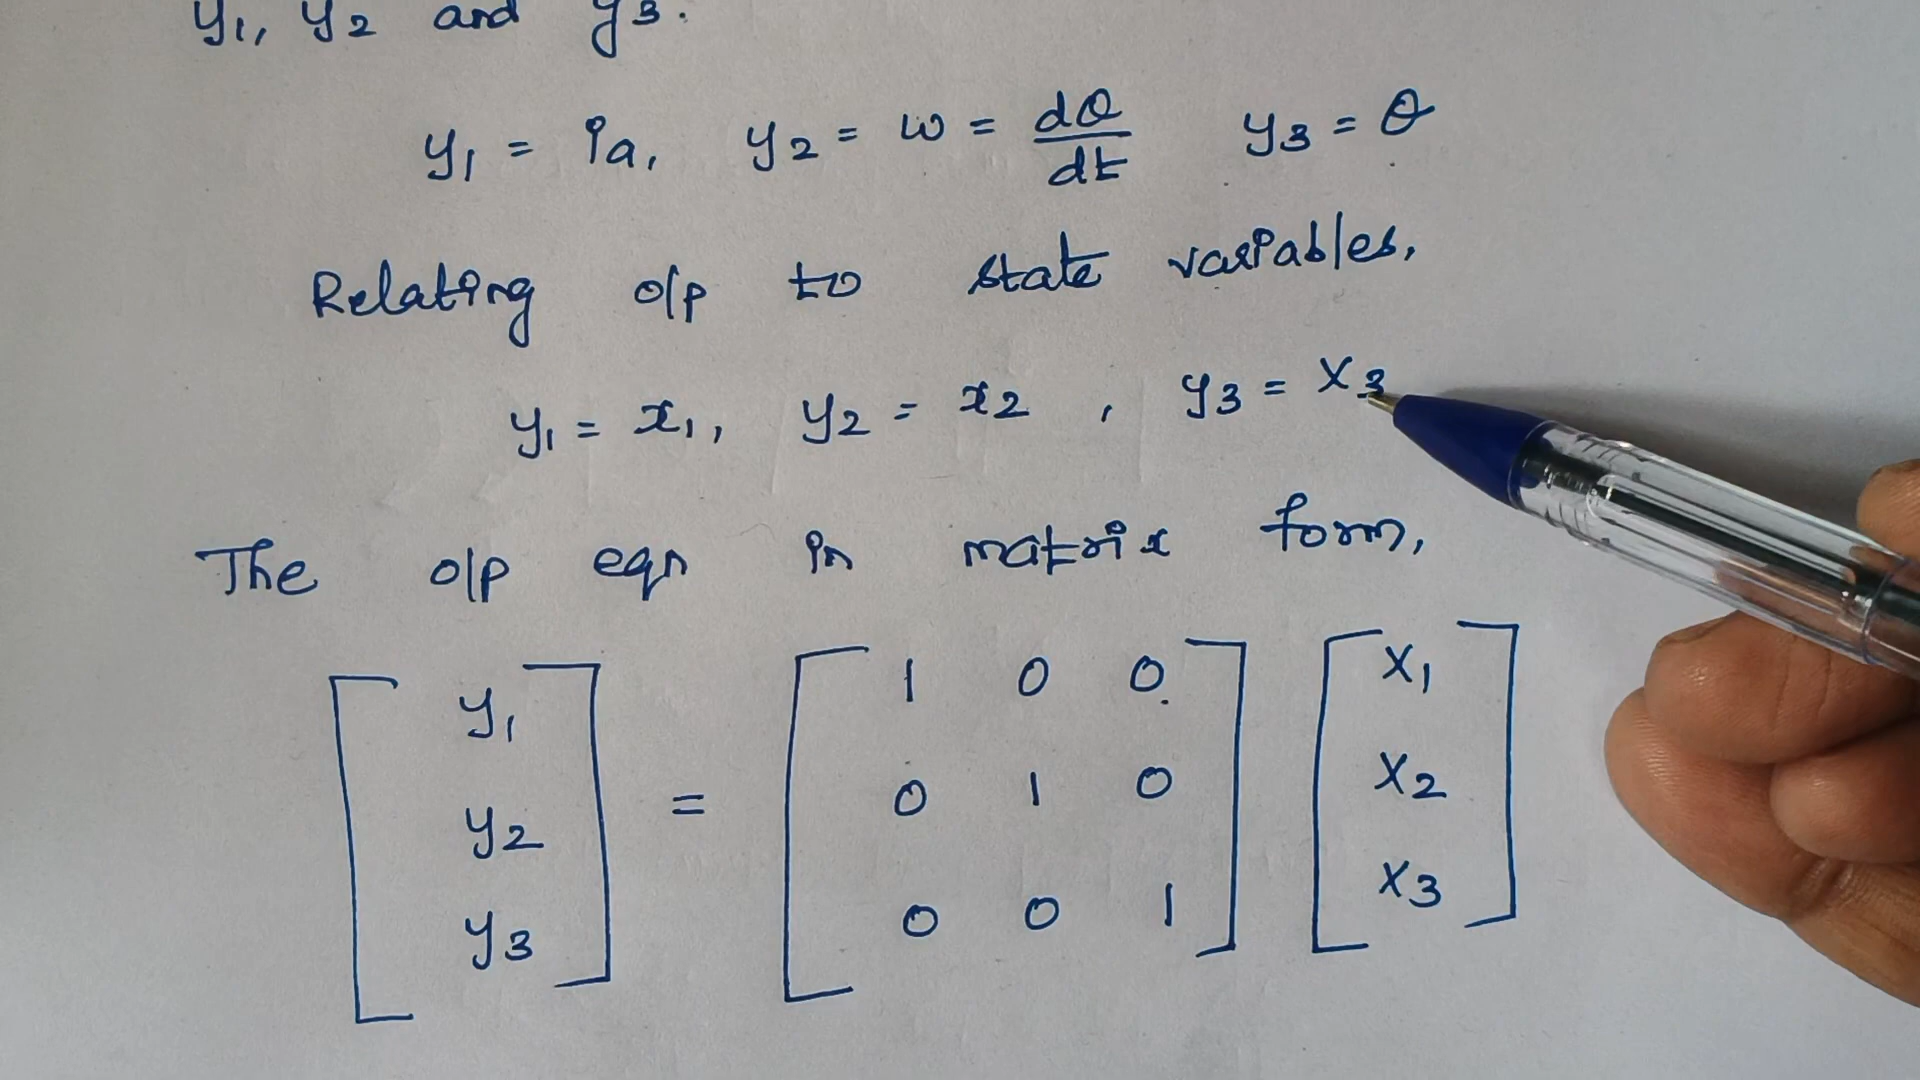 y1, y2 and y3.
y1 = ia, y2 = ω = dθ/dt y3 = θ
Relating o/p to state variables,
y1 = x1, y2 = x2, y3 = x3
The o/p eqn in matrix form,
[y1] = [1 0 0] [x1]
[y2] [0 1 0] [x2]
[y3] [0 0 1] [x3]